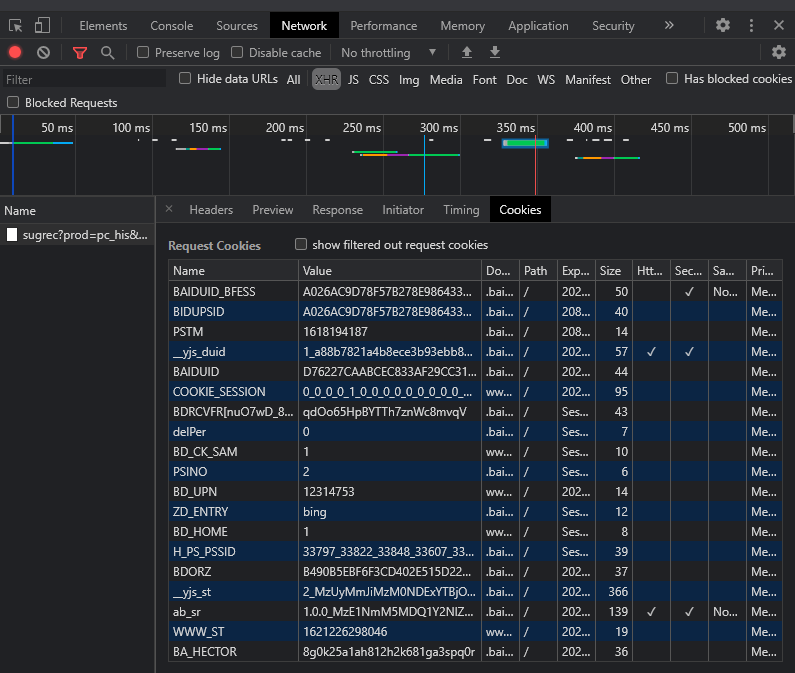 Elements Console Sources Network Performance Memory Application Security »
Preserve log Disable cache No throttling
Filter Hide data URLs All XHR JS CSS Img Media Font Doc WS Manifest Other Has blocked cookies
Blocked Requests
50 ms 100 ms 150 ms 200 ms 250 ms 300 ms 350 ms 400 ms 450 ms 500 ms
Name × Headers Preview Response Initiator Timing Cookies
sugrec?prod=pc_his&...
Request Cookies show filtered out request cookies
Name Value Do... Path Exp... Size Htt... Sec... Sa... Pri...
BAIDUID_BFESS A026AC9D78F57B278E986433... .bai... / 202... 50 ✓ No... Me...
BIDUPSID A026AC9D78F57B278E986433... .bai... / 208... 40 Me...
PSTM 1618194187 .bai... / 208... 14 Me...
__yjs_duid 1_a88b7821a4b8ece3b93ebb8... .bai... / 202... 57 ✓ ✓ Me...
BAIDUID D76227CAABCEC833AF29CC31... .bai... / 202... 44 Me...
COOKIE_SESSION 0_0_0_0_1_0_0_0_0_0_0_0_0_... ww... / 202... 95 Me...
BDRCVFR[nuO7wD_8... qdOo65HpBYTTh7znWc8mvqV .bai... / Ses... 43 Me...
delPer 0 .bai... / Ses... 7 Me...
BD_CK_SAM 1 ww... / Ses... 10 Me...
PSINO 2 .bai... / Ses... 6 Me...
BD_UPN 12314753 ww... / 202... 14 Me...
ZD_ENTRY bing .bai... / Ses... 12 Me...
BD_HOME 1 ww... / Ses... 8 Me...
H_PS_PSSID 33797_33822_33848_33607_33... .bai... / Ses... 39 Me...
BDORZ B490B5EBF6F3CD402E515D22... .bai... / 202... 37 Me...
__yjs_st 2_MzUyMmJiMzM0NDExYTBjO... .bai... / 202... 366 Me...
ab_sr 1.0.0_MzE1NmM5MDQ1Y2NlZ... .bai... / 202... 139 ✓ ✓ No... Me...
WWW_ST 1621226298046 ww... / 202... 19 Me...
BA_HECTOR 8g0k25a1ah812h2k681ga3spq0r .bai... / 202... 36 Me...